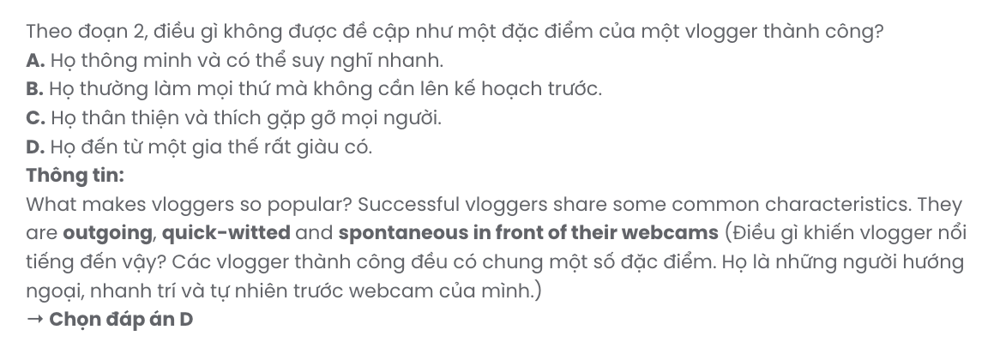 Theo đoạn 2, điều gì không được đề cập như một đặc điểm của một vlogger thành công?
A. Họ thông minh và có thể suy nghĩ nhanh.
B. Họ thường làm mọi thứ mà không cần lên kế hoạch trước.
C. Họ thân thiện và thích gặp gỡ mọi người.
D. Họ đến từ một gia thế rất giàu có.
Thông tin:
What makes vloggers so popular? Successful vloggers share some common characteristics. They
are outgoing, quick-witted and spontaneous in front of their webcams (Điều gì khiến vlogger nổi
tiếng đến vậy? Các vlogger thành công đều có chung một số đặc điểm. Họ là những người hướng
ngoại, nhanh trí và tự nhiên trước webcam của mình.)
→ Chọn đáp án D